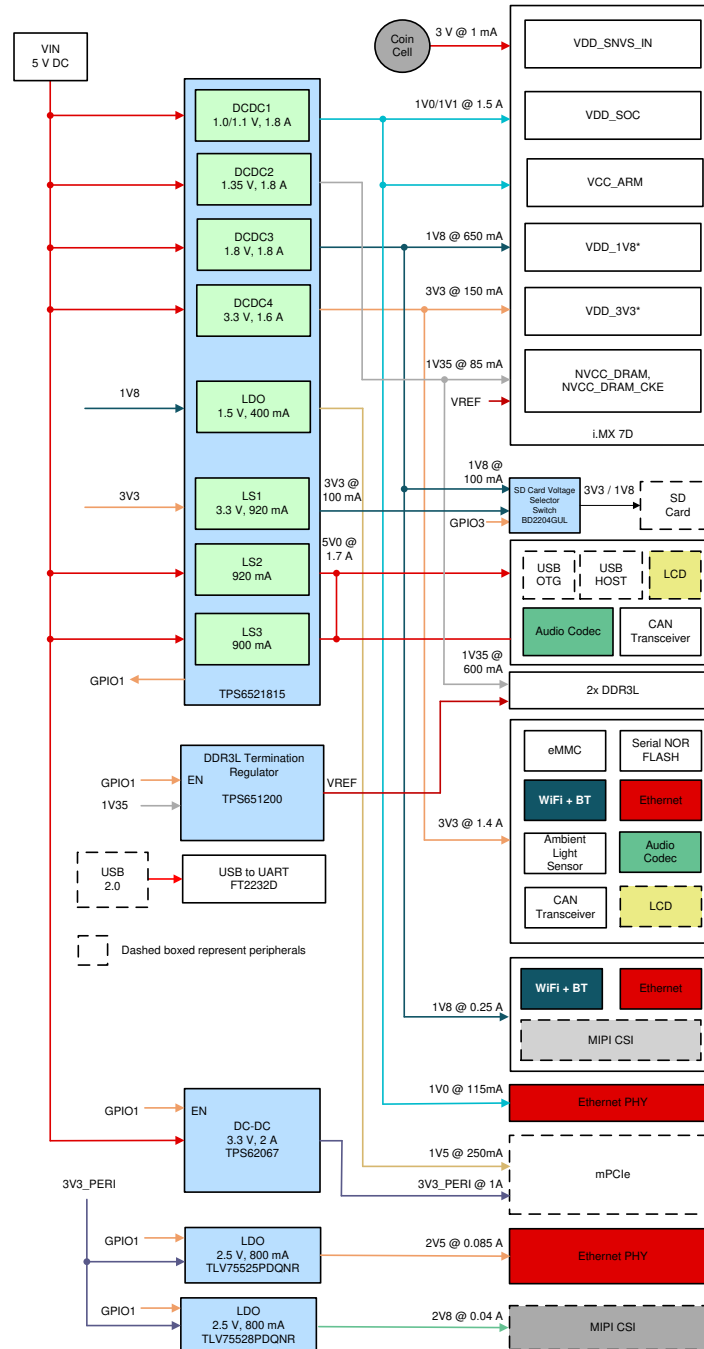 VIN
5 V DC
Coin
Cell
3 V @ 1 mA
VDD_SNVS_IN
DCDC1
1.0/1.1 V, 1.8 A
1V0/1V1 @ 1.5 A
VDD_SOC
DCDC2
1.35 V, 1.8 A
VCC_ARM
DCDC3
1.8 V, 1.8 A
1V8 @ 650 mA
VDD_1V8*
DCDC4
3.3 V, 1.6 A
3V3 @ 150 mA
VDD_3V3*
1V35 @ 85 mA
NVCC_DRAM,
NVCC_DRAM_CKE
VREF
i.MX 7D
1V8
LDO
1.5 V, 400 mA
3V3
LS1
3.3 V, 920 mA
3V3 @
100 mA
1V8 @
100 mA
GPIO3
SD Card Voltage
Selector
Switch
BD2204GUL
3V3 / 1V8
SD
Card
LS2
920 mA
5V0 @
1.7 A
USB
OTG
USB
HOST
LCD
Audio Codec
CAN
Transceiver
LS3
900 mA
GPIO1
TPS6521815
1V35 @
600 mA
2x DDR3L
DDR3L Termination
Regulator
TPS651200
GPIO1
EN
1V35
VREF
eMMC
Serial NOR
FLASH
WiFi + BT
Ethernet
3V3 @ 1.4 A
Ambient
Light
Sensor
Audio
Codec
CAN
Transceiver
LCD
USB
2.0
USB to UART
FT2232D
Dashed boxed represent peripherals
WiFi + BT
Ethernet
1V8 @ 0.25 A
MIPI CSI
1V0 @ 115mA
Ethernet PHY
GPIO1
EN
DC-DC
3.3 V, 2 A
TPS62067
1V5 @ 250mA
3V3_PERI @ 1A
mPCIe
3V3_PERI
GPIO1
LDO
2.5 V, 800 mA
TLV75525PDQNR
2V5 @ 0.085 A
Ethernet PHY
GPIO1
LDO
2.5 V, 800 mA
TLV75528PDQNR
2V8 @ 0.04 A
MIPI CSI